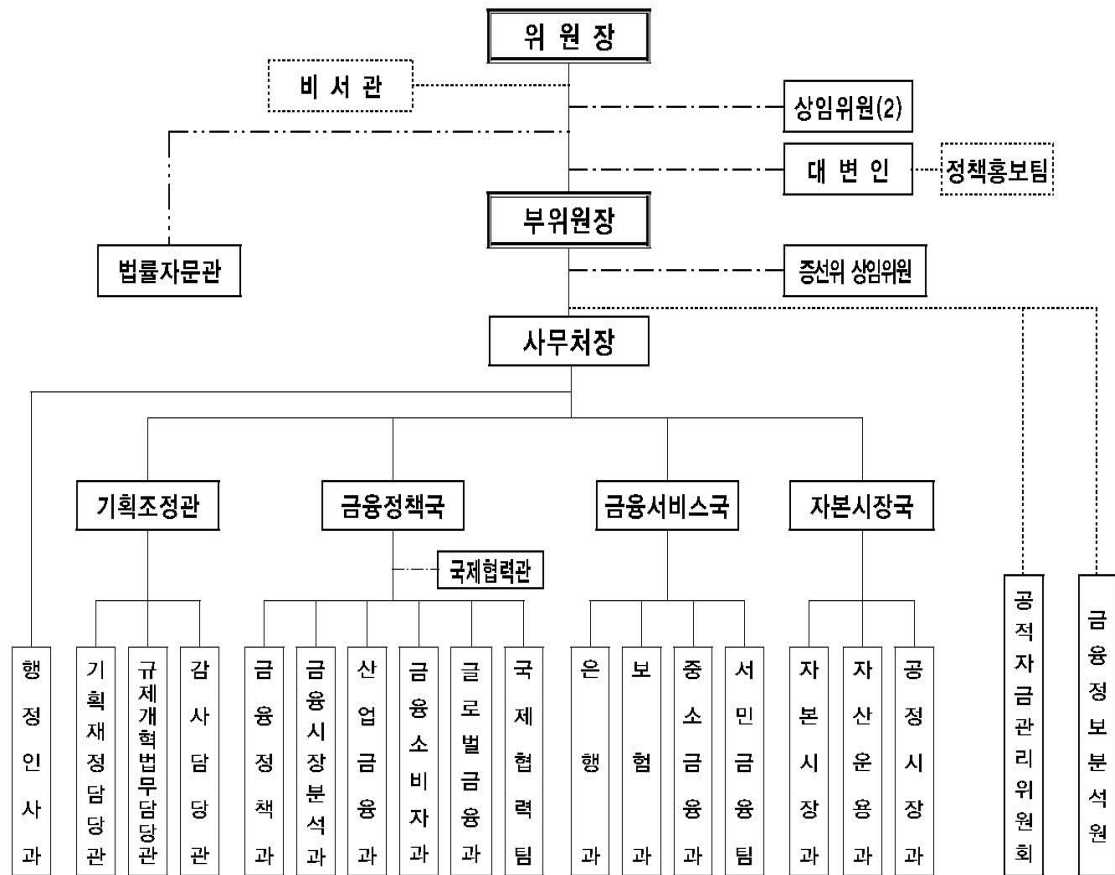 위 원 장
비 서 관
상임위원(2)
대 변 인
정책홍보팀
부위원장
법률자문관
증선위 상임위원
사무처장
기획조정관
금융정책국
금융서비스국
자본시장국
국제협력관
행정인사과
기획재정담당관
규제개혁법무담당관
감사담당관
금융정책과
금융시장분석과
산업금융과
금융소비자과
글로벌금융과
국제협력팀
은행과
보험과
중소금융과
서민금융팀
자본시장과
자산운용과
공정시장과
공적자금관리위원회
금융정보분석원